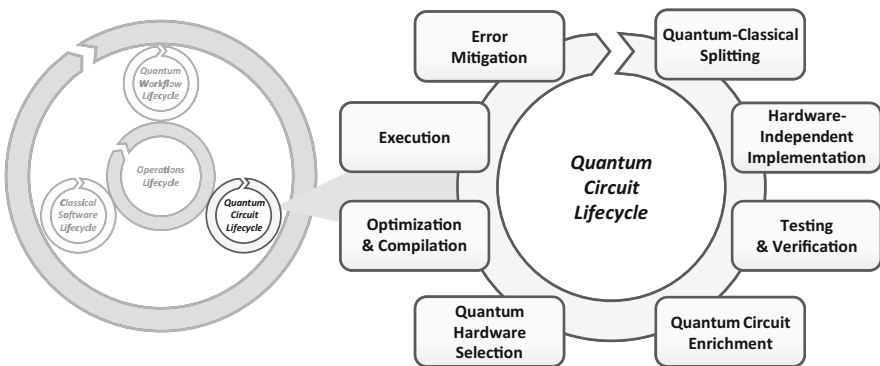 Quantum
Workflow
Lifecycle
Operations
Lifecycle
Classical
Software
Lifecycle
Quantum
Circuit
Lifecycle
Quantum
Circuit
Lifecycle
Quantum-Classical
Splitting
Hardware-
Independent
Implementation
Testing
& Verification
Quantum Circuit
Enrichment
Quantum
Hardware
Selection
Optimization
& Compilation
Execution
Error
Mitigation